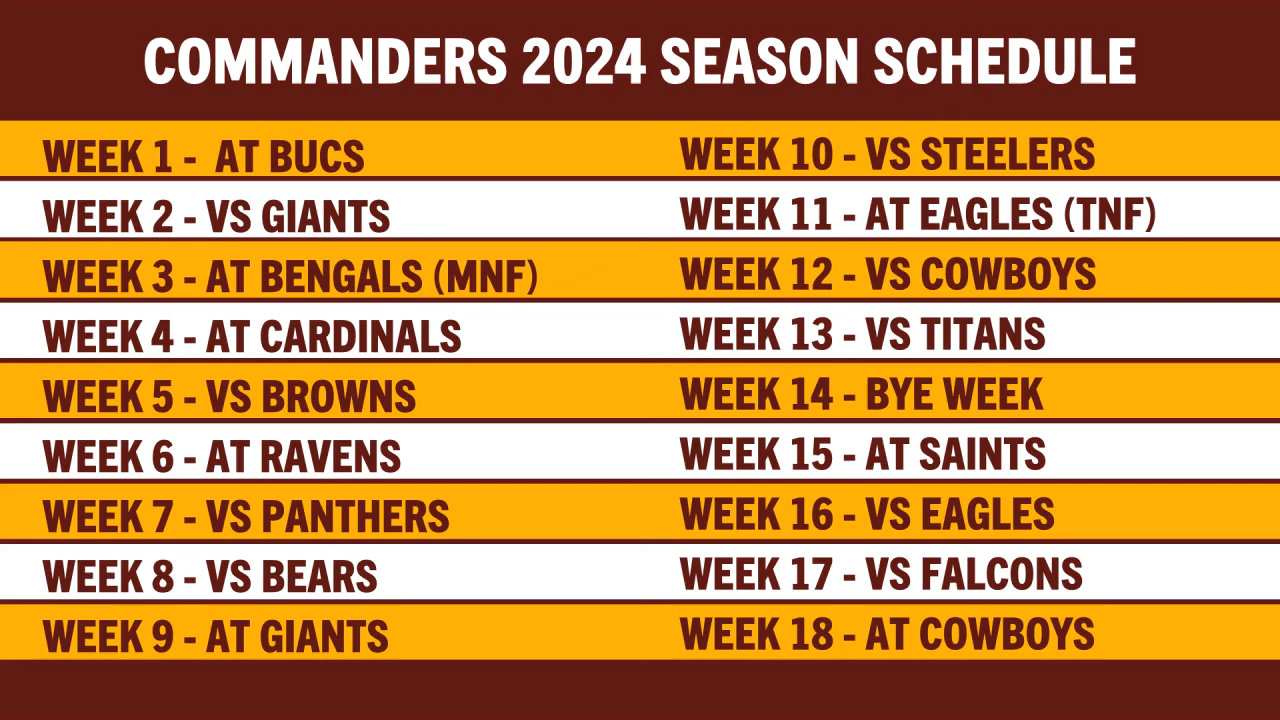 COMMANDERS 2024 SEASON SCHEDULE
WEEK 1 - AT BUCS
WEEK 2 - VS GIANTS
WEEK 3 - AT BENGALS (MNF)
WEEK 4 - AT CARDINALS
WEEK 5 - VS BROWNS
WEEK 6 - AT RAVENS
WEEK 7 - VS PANTHERS
WEEK 8 - VS BEARS
WEEK 9 - AT GIANTS
WEEK 10 - VS STEELERS
WEEK 11 - AT EAGLES (TNF)
WEEK 12 - VS COWBOYS
WEEK 13 - VS TITANS
WEEK 14 - BYE WEEK
WEEK 15 - AT SAINTS
WEEK 16 - VS EAGLES
WEEK 17 - VS FALCONS
WEEK 18 - AT COWBOYS